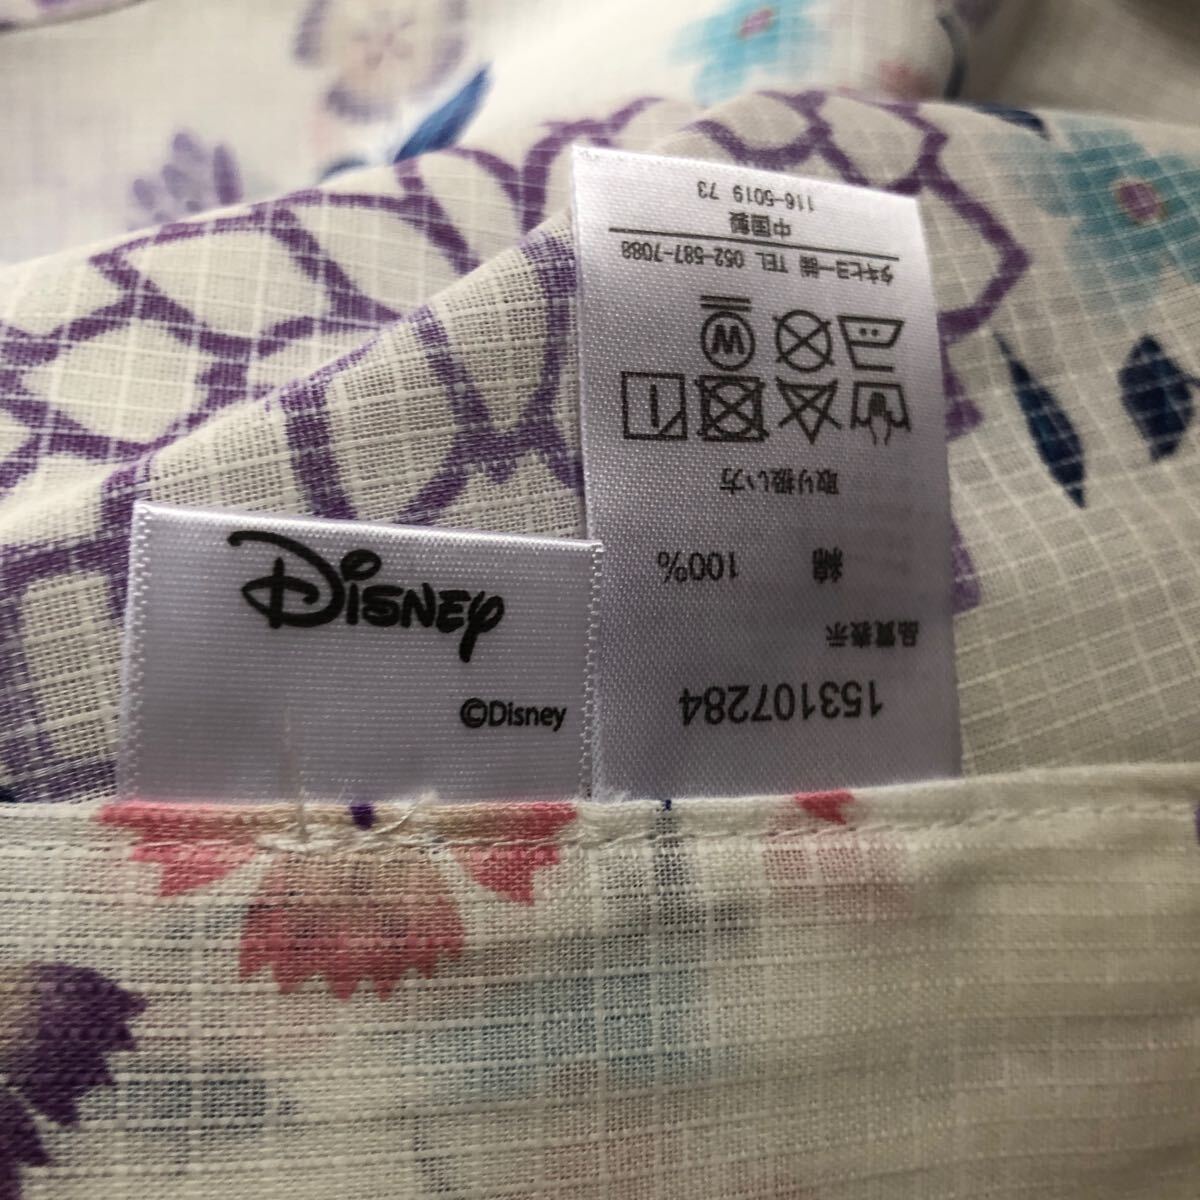 DISNEY
©Disney
153107284
品質表示
綿 100%
取り扱い方
タキヒヨー㈱ TEL 052-587-7088
中国製
116-5019 73